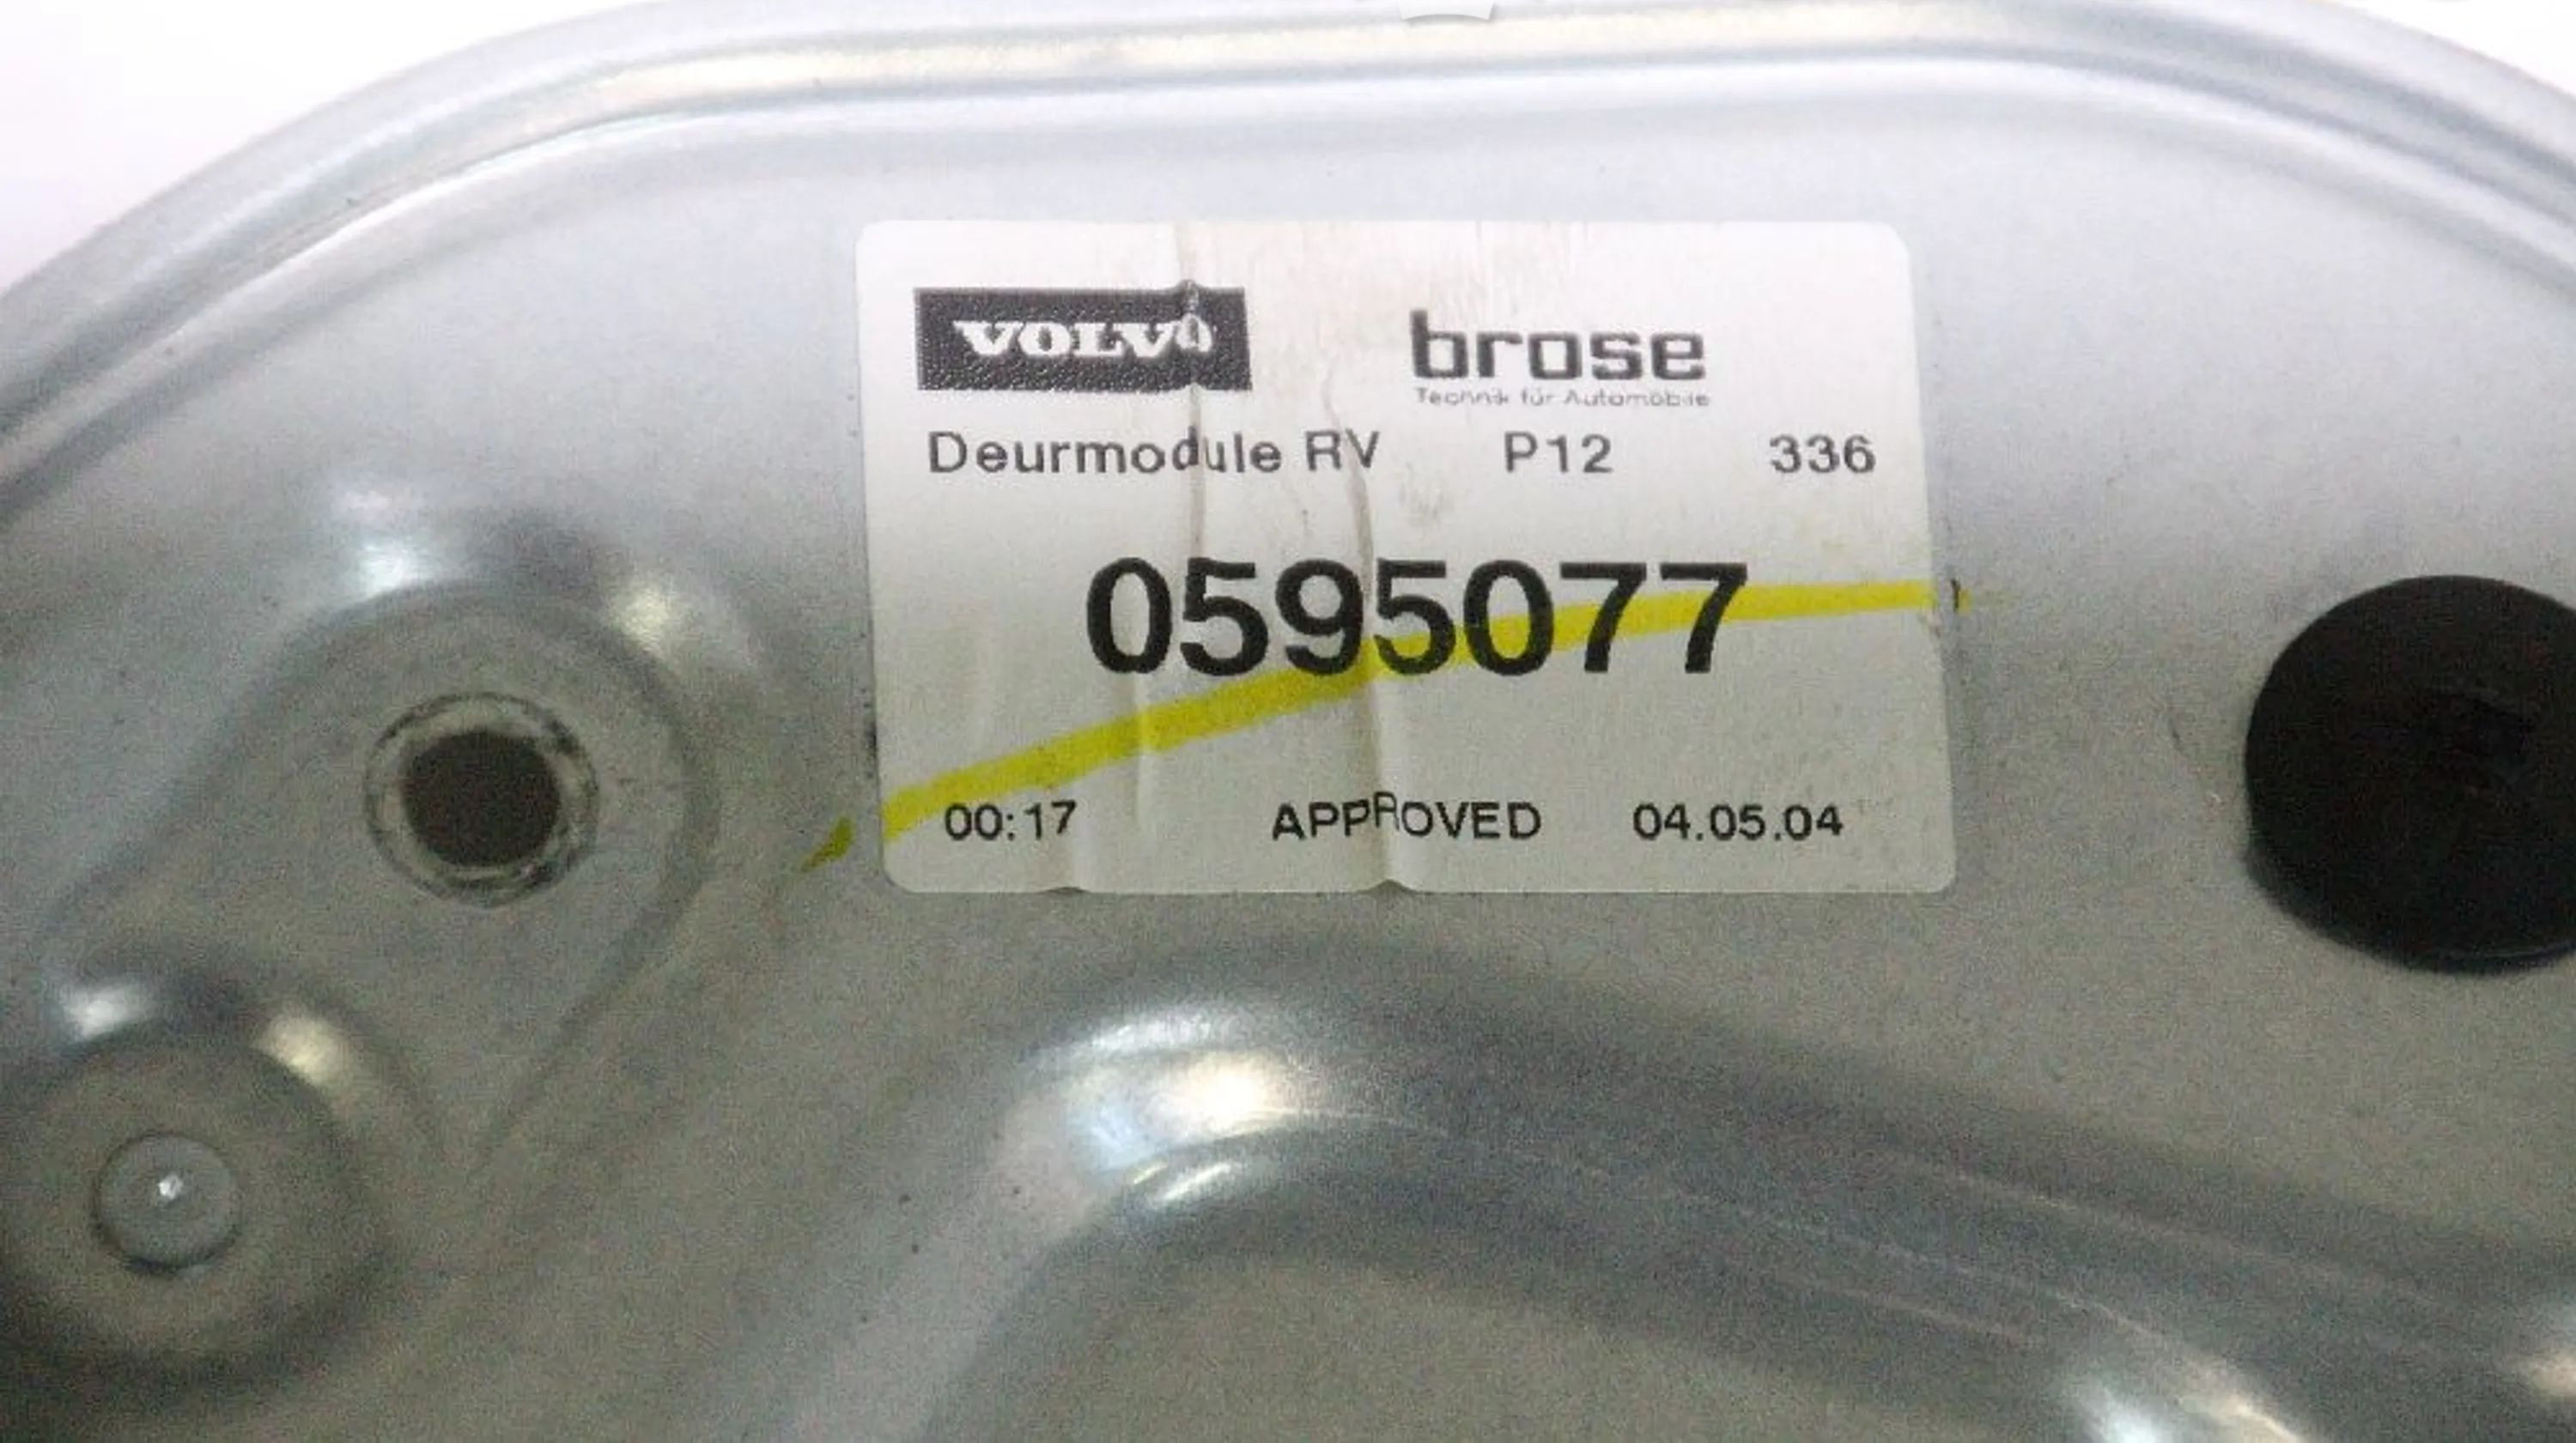 VOLVO brose
Technik für Automobile
Deurmodule RV P12 336
0595077
00:17 APPROVED 04.05.04